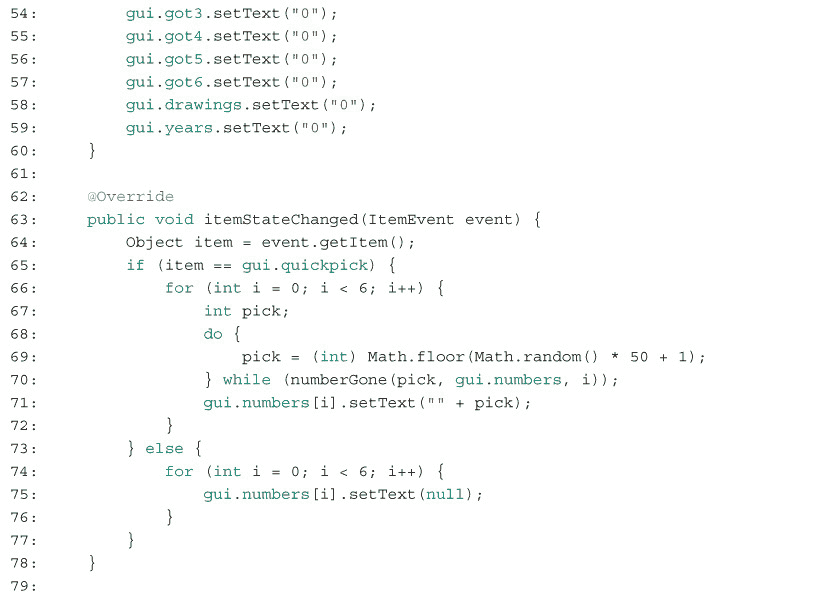 54:         gui.got3.setText("0");
55:         gui.got4.setText("0");
56:         gui.got5.setText("0");
57:         gui.got6.setText("0");
58:         gui.drawings.setText("0");
59:         gui.years.setText("0");
60:     }
61:
62:     @Override
63:     public void itemStateChanged(ItemEvent event) {
64:         Object item = event.getItem();
65:         if (item == gui.quickpick) {
66:             for (int i = 0; i < 6; i++) {
67:                 int pick;
68:                 do {
69:                     pick = (int) Math.floor(Math.random() * 50 + 1);
70:                 } while (numberGone(pick, gui.numbers, i));
71:                 gui.numbers[i].setText("" + pick);
72:             }
73:         } else {
74:             for (int i = 0; i < 6; i++) {
75:                 gui.numbers[i].setText(null);
76:             }
77:         }
78:     }
79: